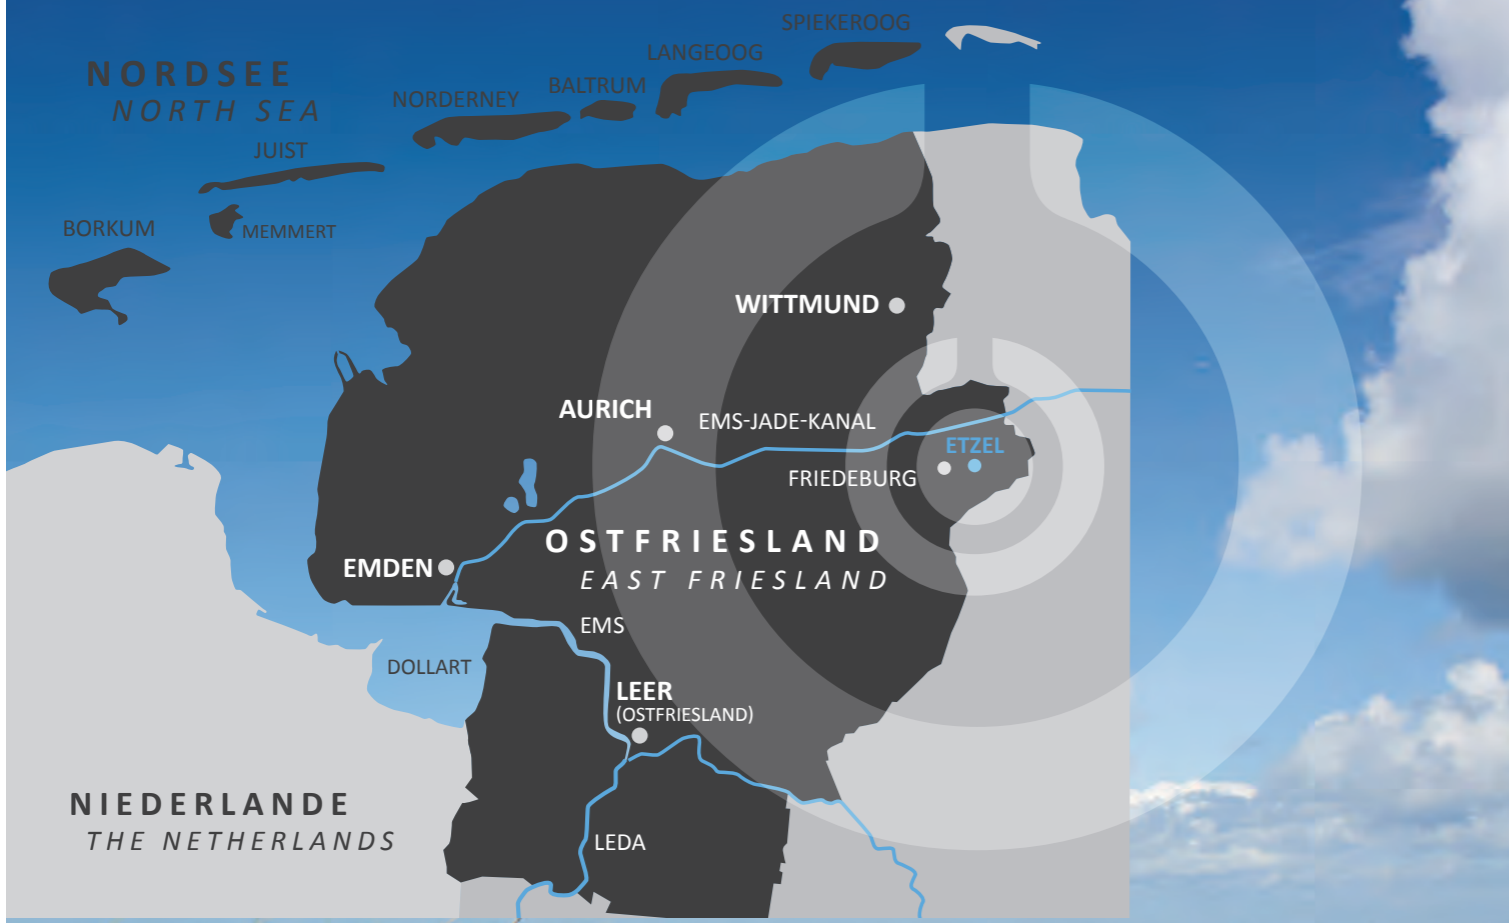 SPIEKEROOG
LANGEOOG
BALTRUM
NORDERNEY
NORDSEE
NORTH SEA
JUIST
BORKUM
MEMMERT
WITTMUND
AURICH
EMS-JADE-KANAL
ETZEL
FRIEDEBURG
OSTFRIESLAND
EAST FRIESLAND
EMDEN
EMS
DOLLART
LEER
(OSTFRIESLAND)
NIEDERLANDE
THE NETHERLANDS
LEDA